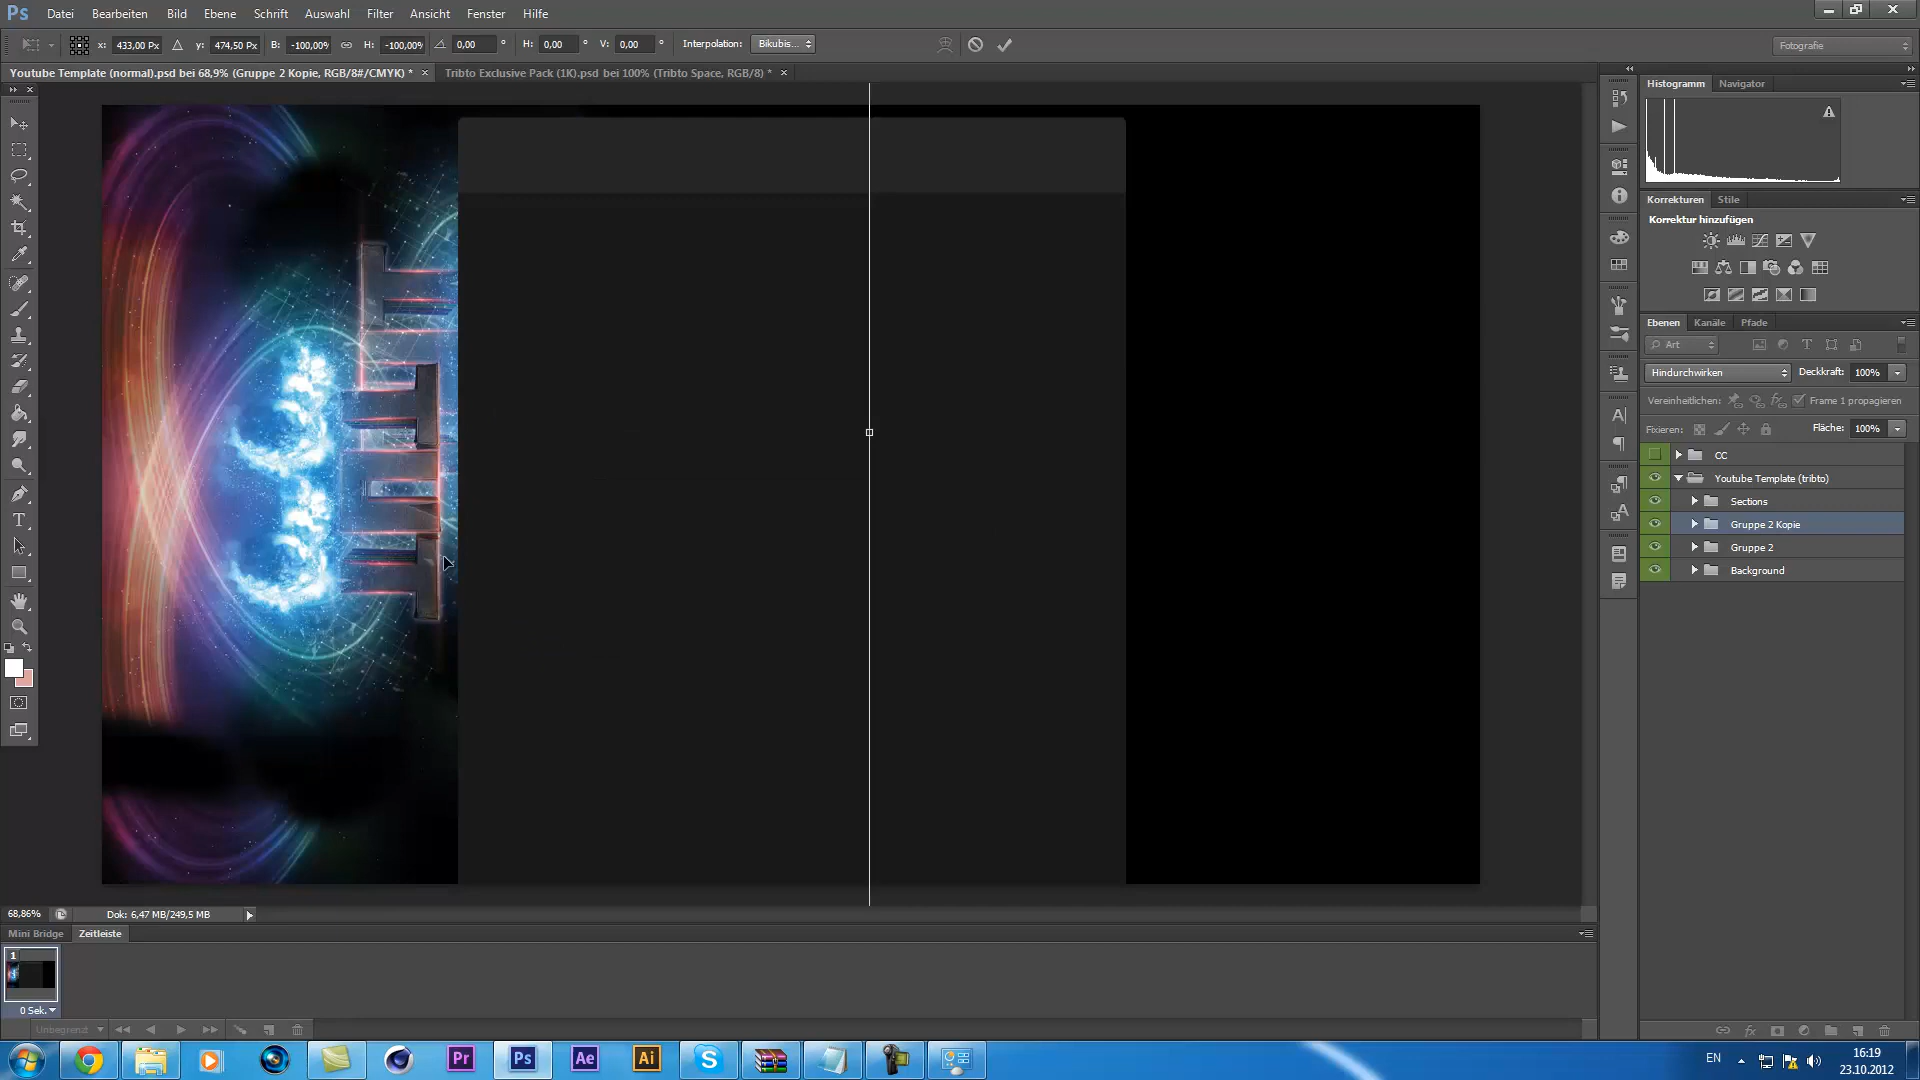 Ps Datei Bearbeiten Bild Ebene Schrift Auswahl Filter Ansicht Fenster Hilfe
x: 433,00 Px y: 474,50 Px B: -100,00% H: -100,00% 0,00 ° H: 0,00 ° V: 0,00 ° Interpolation: Bikubis... Fotografie
Youtube Template (normal).psd bei 68,9% (Gruppe 2 Kopie, RGB/8#/CMYK) * × Tribto Exclusive Pack (1K).psd bei 100% (Tribto Space, RGB/8) * ×
Histogramm Navigator
Korrekturen Stile
Korrektur hinzufügen
Ebenen Kanäle Pfade
Art
Hindurchwirken Deckkraft: 100%
Vereinheitlichen: Frame 1 propagieren
Fixieren: Fläche: 100%
CC
Youtube Template (tribto)
Sections
Gruppe 2 Kopie
Gruppe 2
Background
68,86% Dok: 6,47 MB/249,5 MB
Mini Bridge Zeitleiste
1
0 Sek.
Unbegrenzt
Pr Ps Ae Ai
EN
16:19
23.10.2012